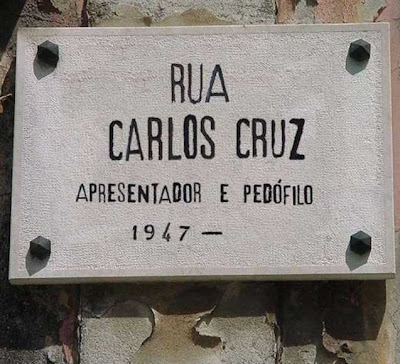 RUA
CARLOS CRUZ
APRESENTADOR E PEDÓFILO
1947 —